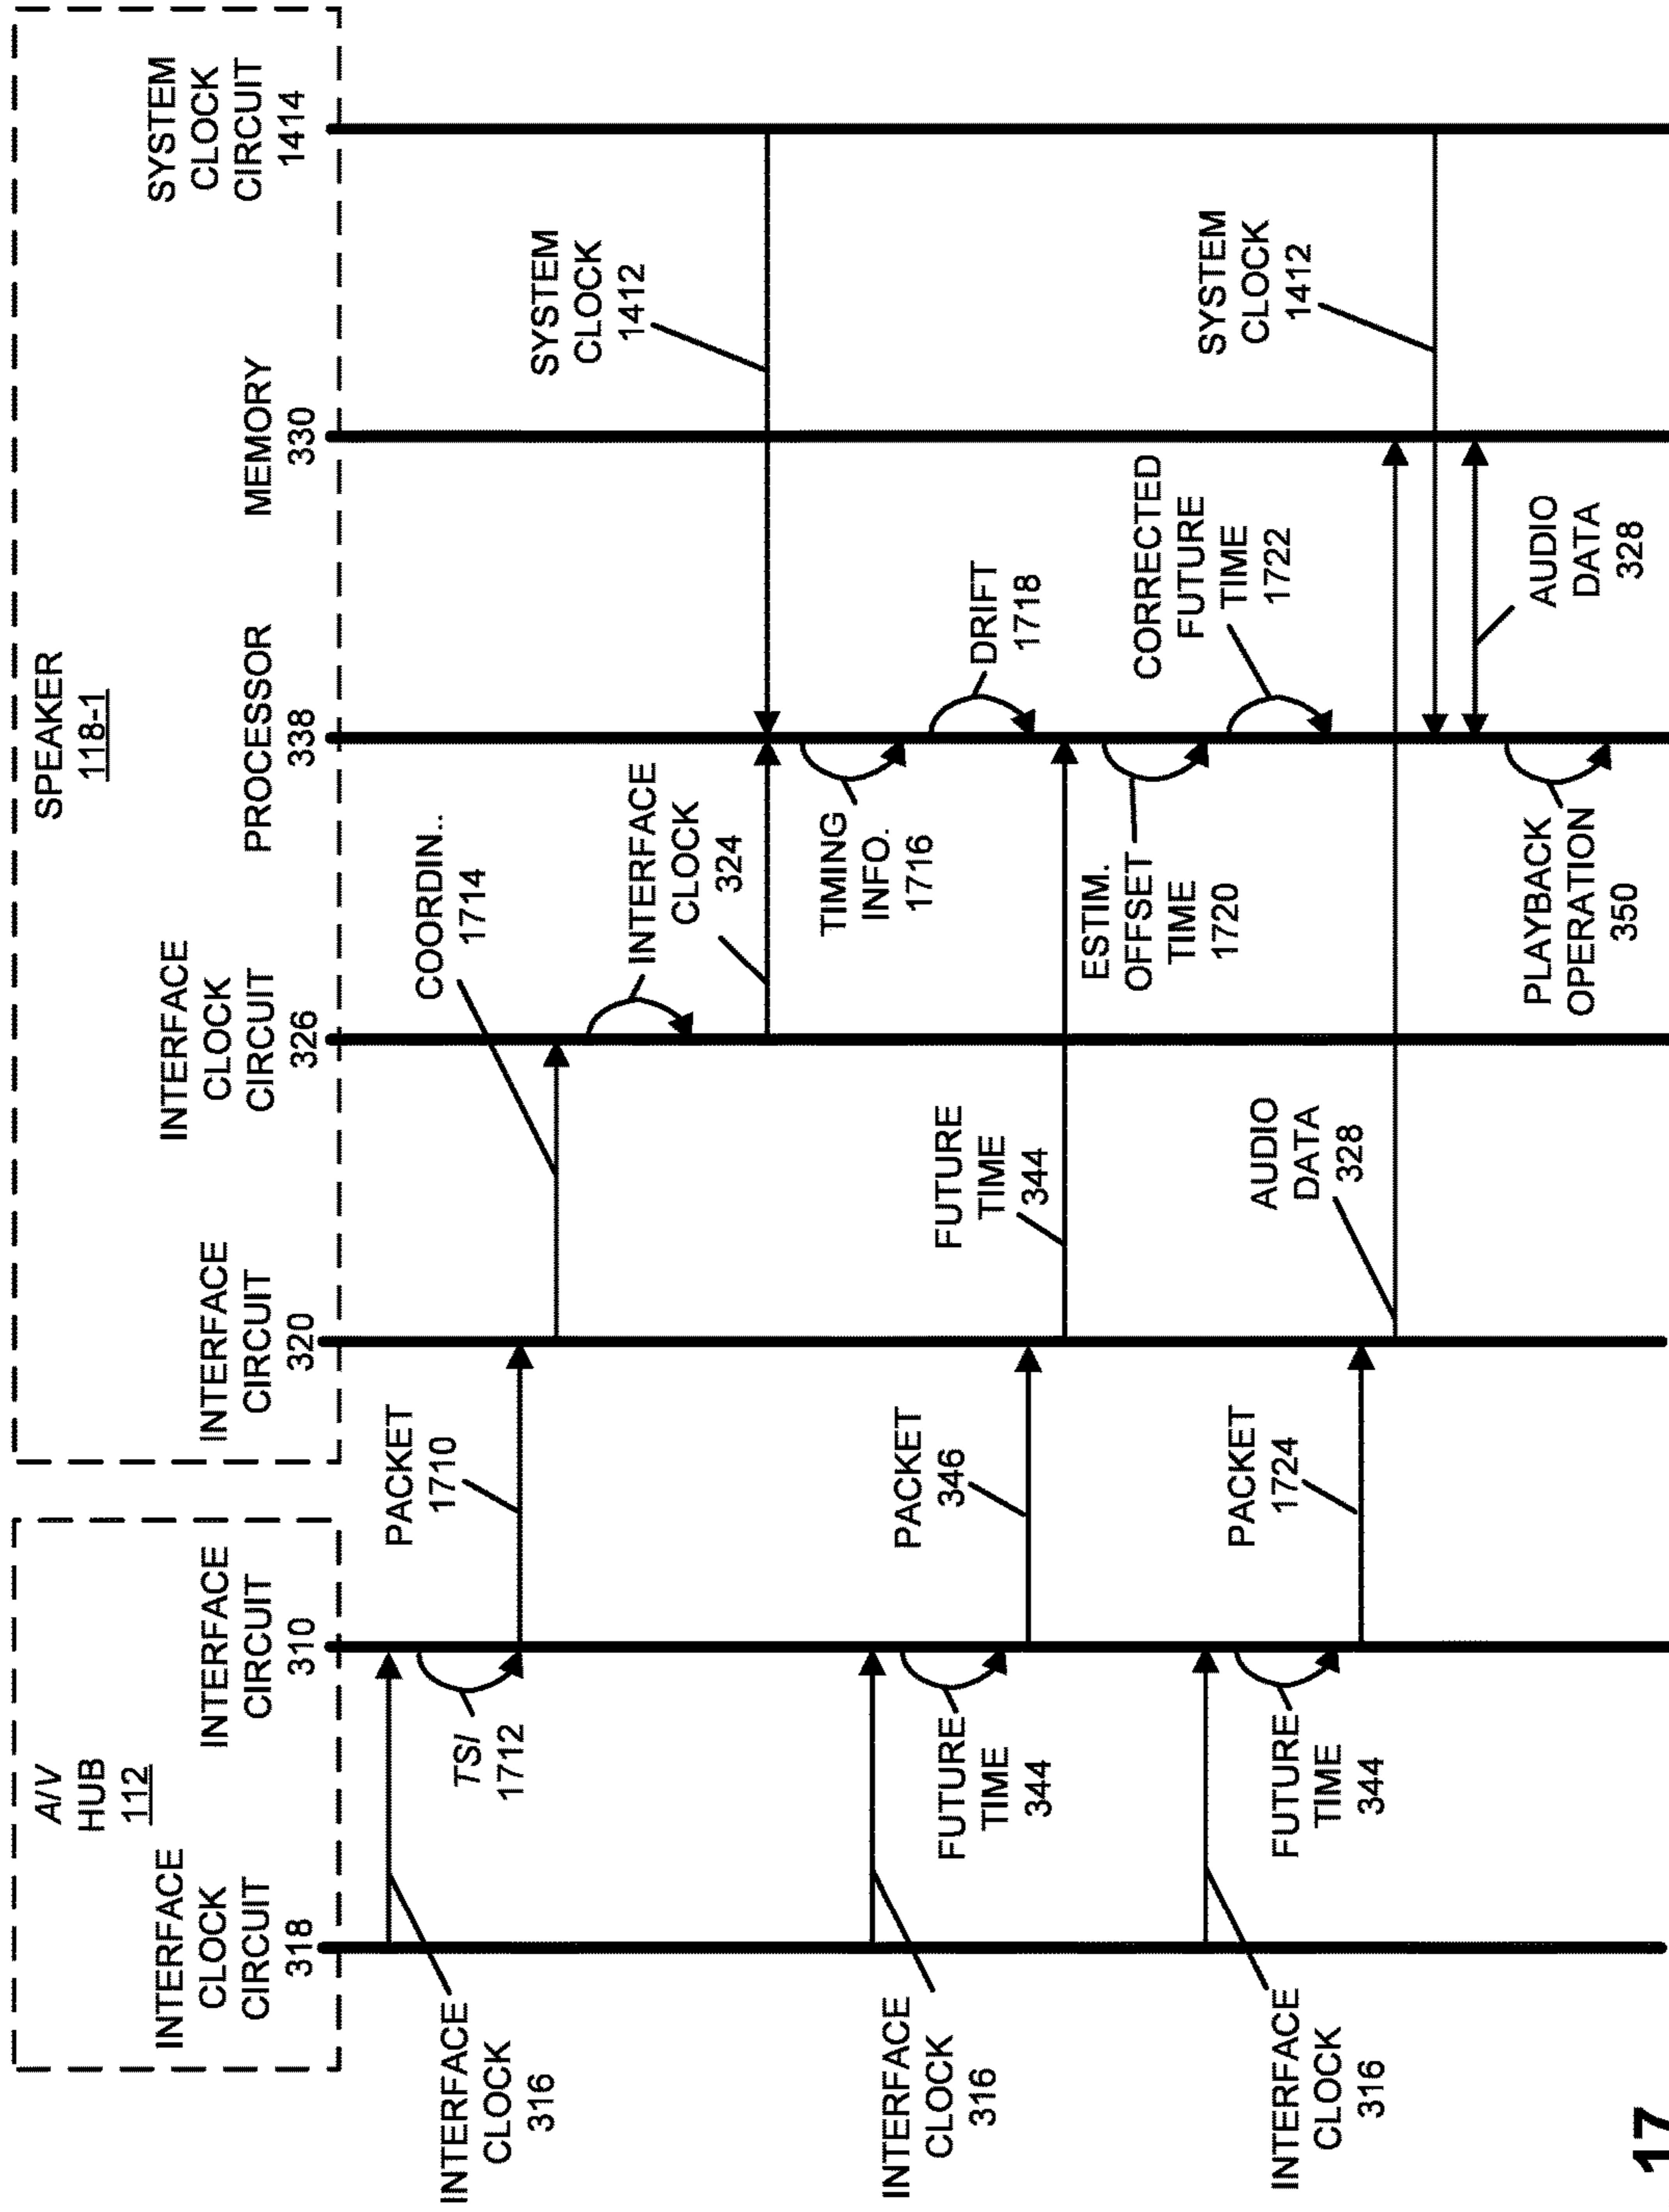 A/V
HUB
112
INTERFACE
CLOCK
CIRCUIT
318
INTERFACE
CIRCUIT
310
SPEAKER
118-1
INTERFACE
CIRCUIT
320
INTERFACE
CLOCK
CIRCUIT
326
PROCESSOR
338
MEMORY
330
SYSTEM
CLOCK
CIRCUIT
1414
INTERFACE
CLOCK
316
TSI
1712
PACKET
1710
COORDIN..
1714
INTERFACE
CLOCK
324
SYSTEM
CLOCK
1412
TIMING
INFO.
1716
DRIFT
1718
INTERFACE
CLOCK
316
FUTURE
TIME
344
PACKET
346
FUTURE
TIME
344
ESTIM.
OFFSET
TIME
1720
CORRECTED
FUTURE
TIME
1722
INTERFACE
CLOCK
316
FUTURE
TIME
344
PACKET
1724
AUDIO
DATA
328
SYSTEM
CLOCK
1412
AUDIO
DATA
328
PLAYBACK
OPERATION
350
17